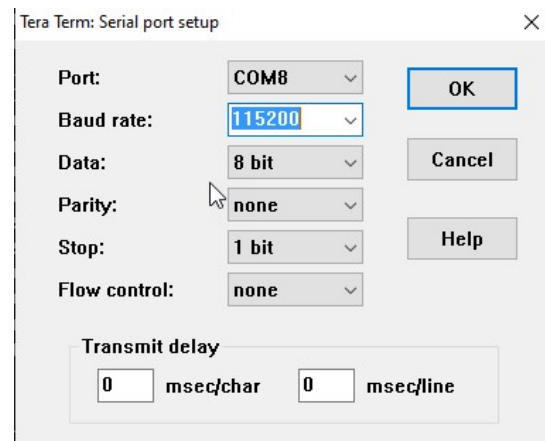 Tera Term: Serial port setup
Port: COM8 OK
Baud rate: 115200
Data: 8 bit Cancel
Parity: none
Stop: 1 bit Help
Flow control: none
Transmit delay
0 msec/char 0 msec/line